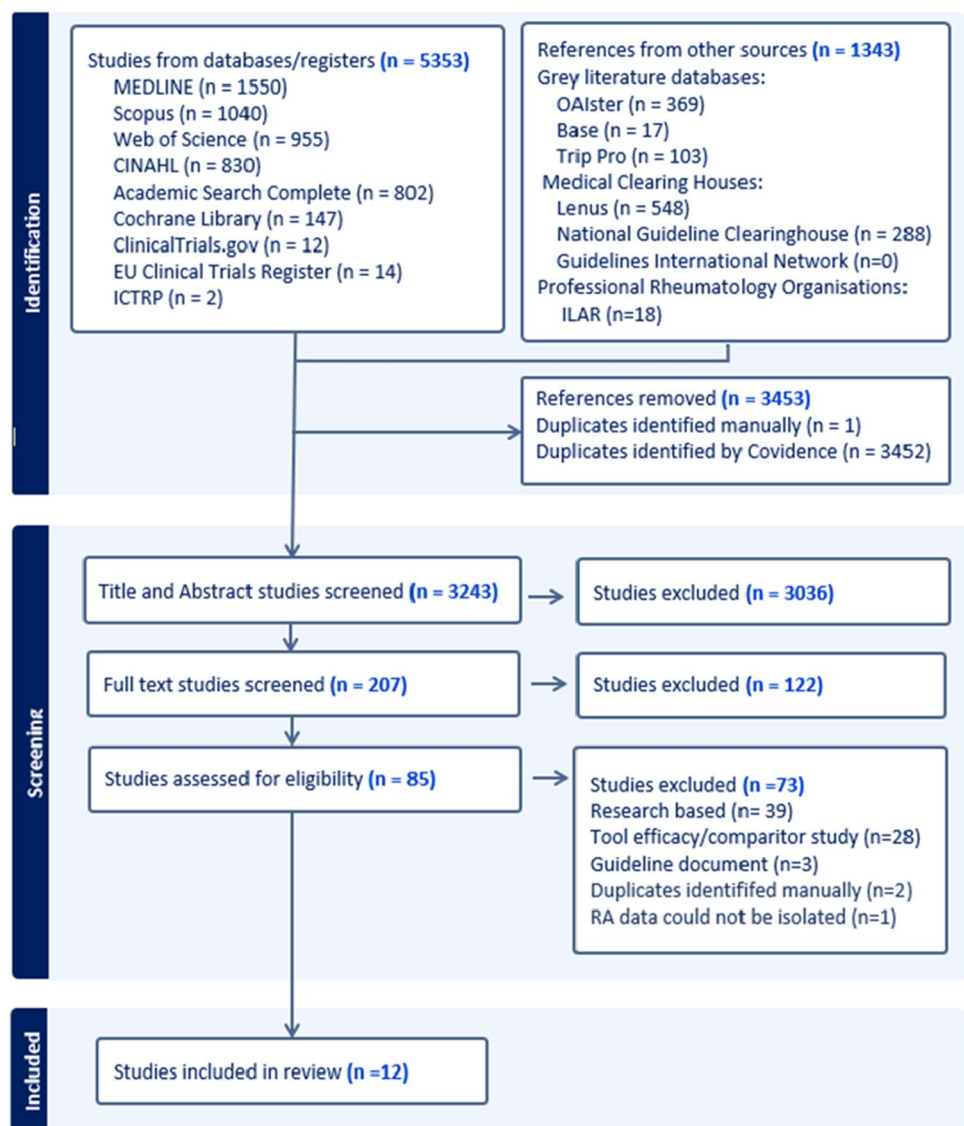 Identification
Studies from databases/registers (n = 5353)
MEDLINE (n = 1550)
Scopus (n = 1040)
Web of Science (n = 955)
CINAHL (n = 830)
Academic Search Complete (n = 802)
Cochrane Library (n = 147)
ClinicalTrials.gov (n = 12)
EU Clinical Trials Register (n = 14)
ICTRP (n = 2)
References from other sources (n = 1343)
Grey literature databases:
OAIster (n = 369)
Base (n = 17)
Trip Pro (n = 103)
Medical Clearing Houses:
Lenus (n = 548)
National Guideline Clearinghouse (n = 288)
Guidelines International Network (n=0)
Professional Rheumatology Organisations:
ILAR (n=18)
References removed (n = 3453)
Duplicates identified manually (n = 1)
Duplicates identified by Covidence (n = 3452)
Screening
Title and Abstract studies screened (n = 3243)
Studies excluded (n = 3036)
Full text studies screened (n = 207)
Studies excluded (n = 122)
Studies assessed for eligibility (n = 85)
Studies excluded (n =73)
Research based (n= 39)
Tool efficacy/comparitor study (n=28)
Guideline document (n=3)
Duplicates identififed manually (n=2)
RA data could not be isolated (n=1)
Included
Studies included in review (n =12)